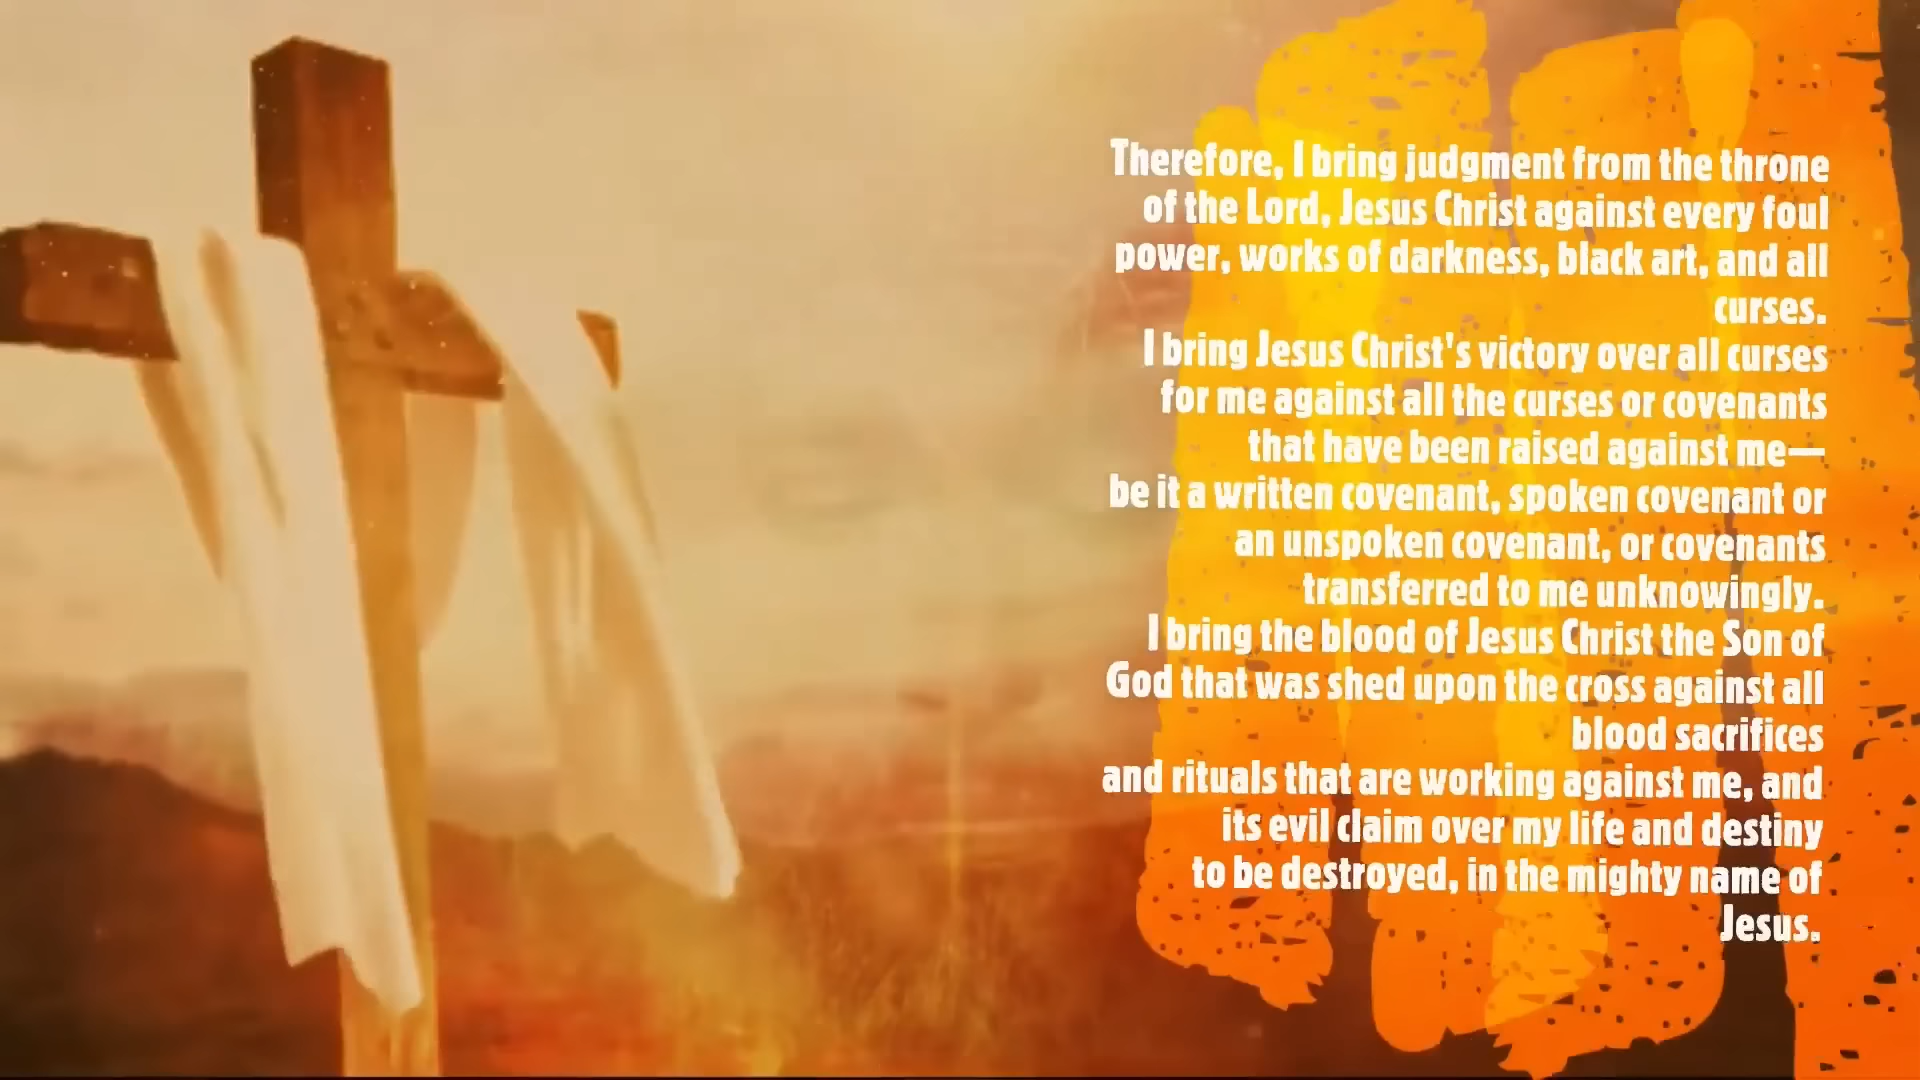 Therefore, I bring judgment from the throne
of the Lord, Jesus Christ against every foul
power, works of darkness, black art, and all
curses.
I bring Jesus Christ's victory over all curses
for me against all the curses or covenants
that have been raised against me—
be it a written covenant, spoken covenant or
an unspoken covenant, or covenants
transferred to me unknowingly.
I bring the blood of Jesus Christ the Son of
God that was shed upon the cross against all
blood sacrifices
and rituals that are working against me, and
its evil claim over my life and destiny
to be destroyed, in the mighty name of
Jesus.